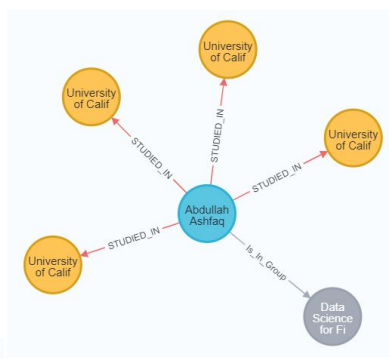 University
of Calif
University
of Calif
STUDIED_IN
STUDIED_IN
University
of Calif
STUDIED_IN
Abdullah
Ashfaq
STUDIED_IN
University
of Calif
Is_In_Group
Data
Science
for Fi